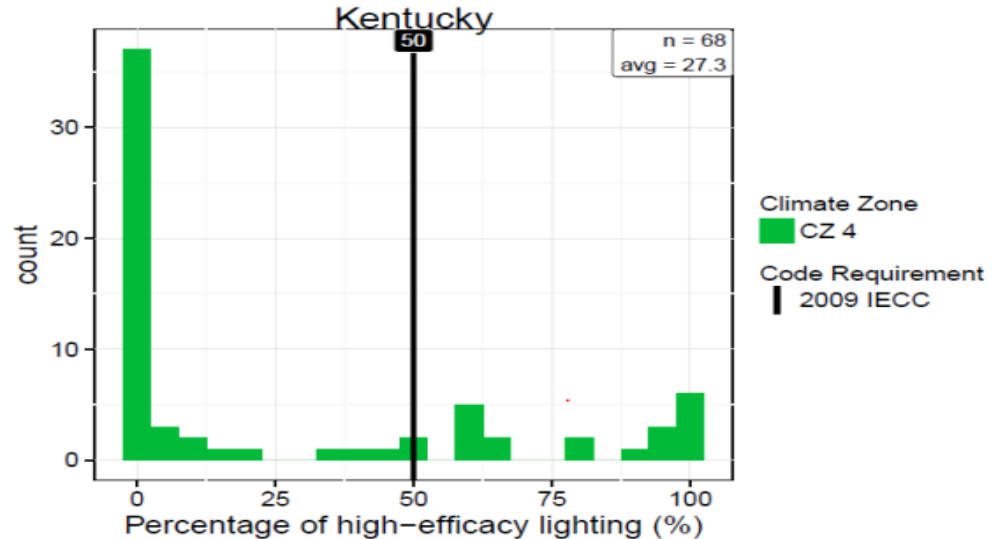 Kentucky
50
n = 68
avg = 27.3
30
20
10
0
count
0 25 50 75 100
Percentage of high−efficacy lighting (%)
Climate Zone
CZ 4
Code Requirement
2009 IECC